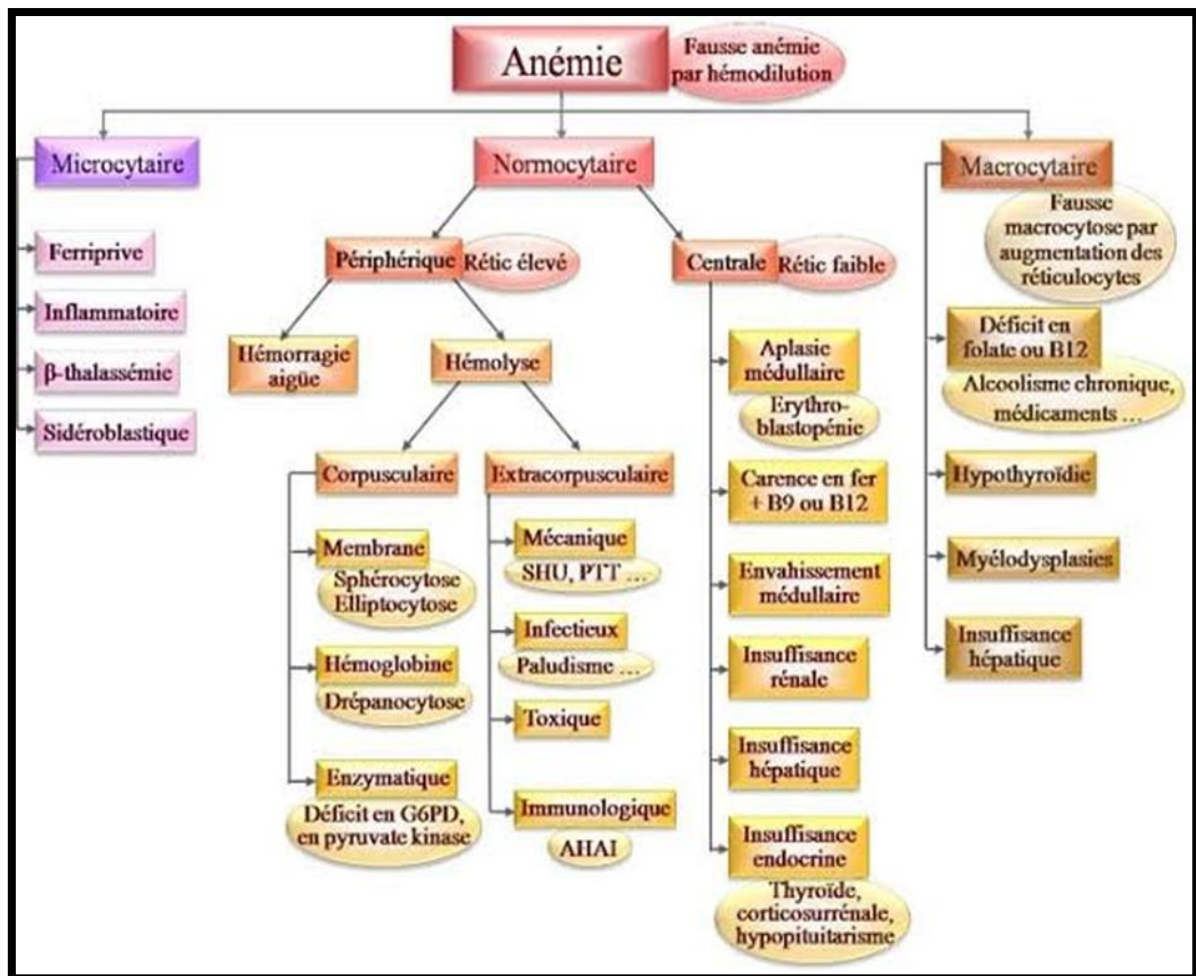 Anémie
Fausse anémie
par hémodilution
Microcytaire
Ferriprive
Inflammatoire
β-thalassémie
Sidéroblastique
Normocytaire
Périphérique
Rétic élevé
Hémorragie
aigüe
Hémolyse
Corpusculaire
Membrane
Sphérocytose
Elliptocytose
Hémoglobine
Drépanocytose
Enzymatique
Déficit en G6PD,
en pyruvate kinase
Extracorpusculaire
Mécanique
SHU, PTT ...
Infectieux
Paludisme ...
Toxique
Immunologique
AHAI
Centrale
Rétic faible
Aplasie
médullaire
Erythro-
blastopénie
Carence en fer
+ B9 ou B12
Envahissement
médullaire
Insuffisance
rénale
Insuffisance
hépatique
Insuffisance
endocrine
Thyroïde,
corticosurrénale,
hypopituitarisme
Macrocytaire
Fausse
macrocytose par
augmentation des
réticulocytes
Déficit en
folate ou B12
Alcoolisme chronique,
médicaments ...
Hypothyroïdie
Myélodysplasies
Insuffisance
hépatique